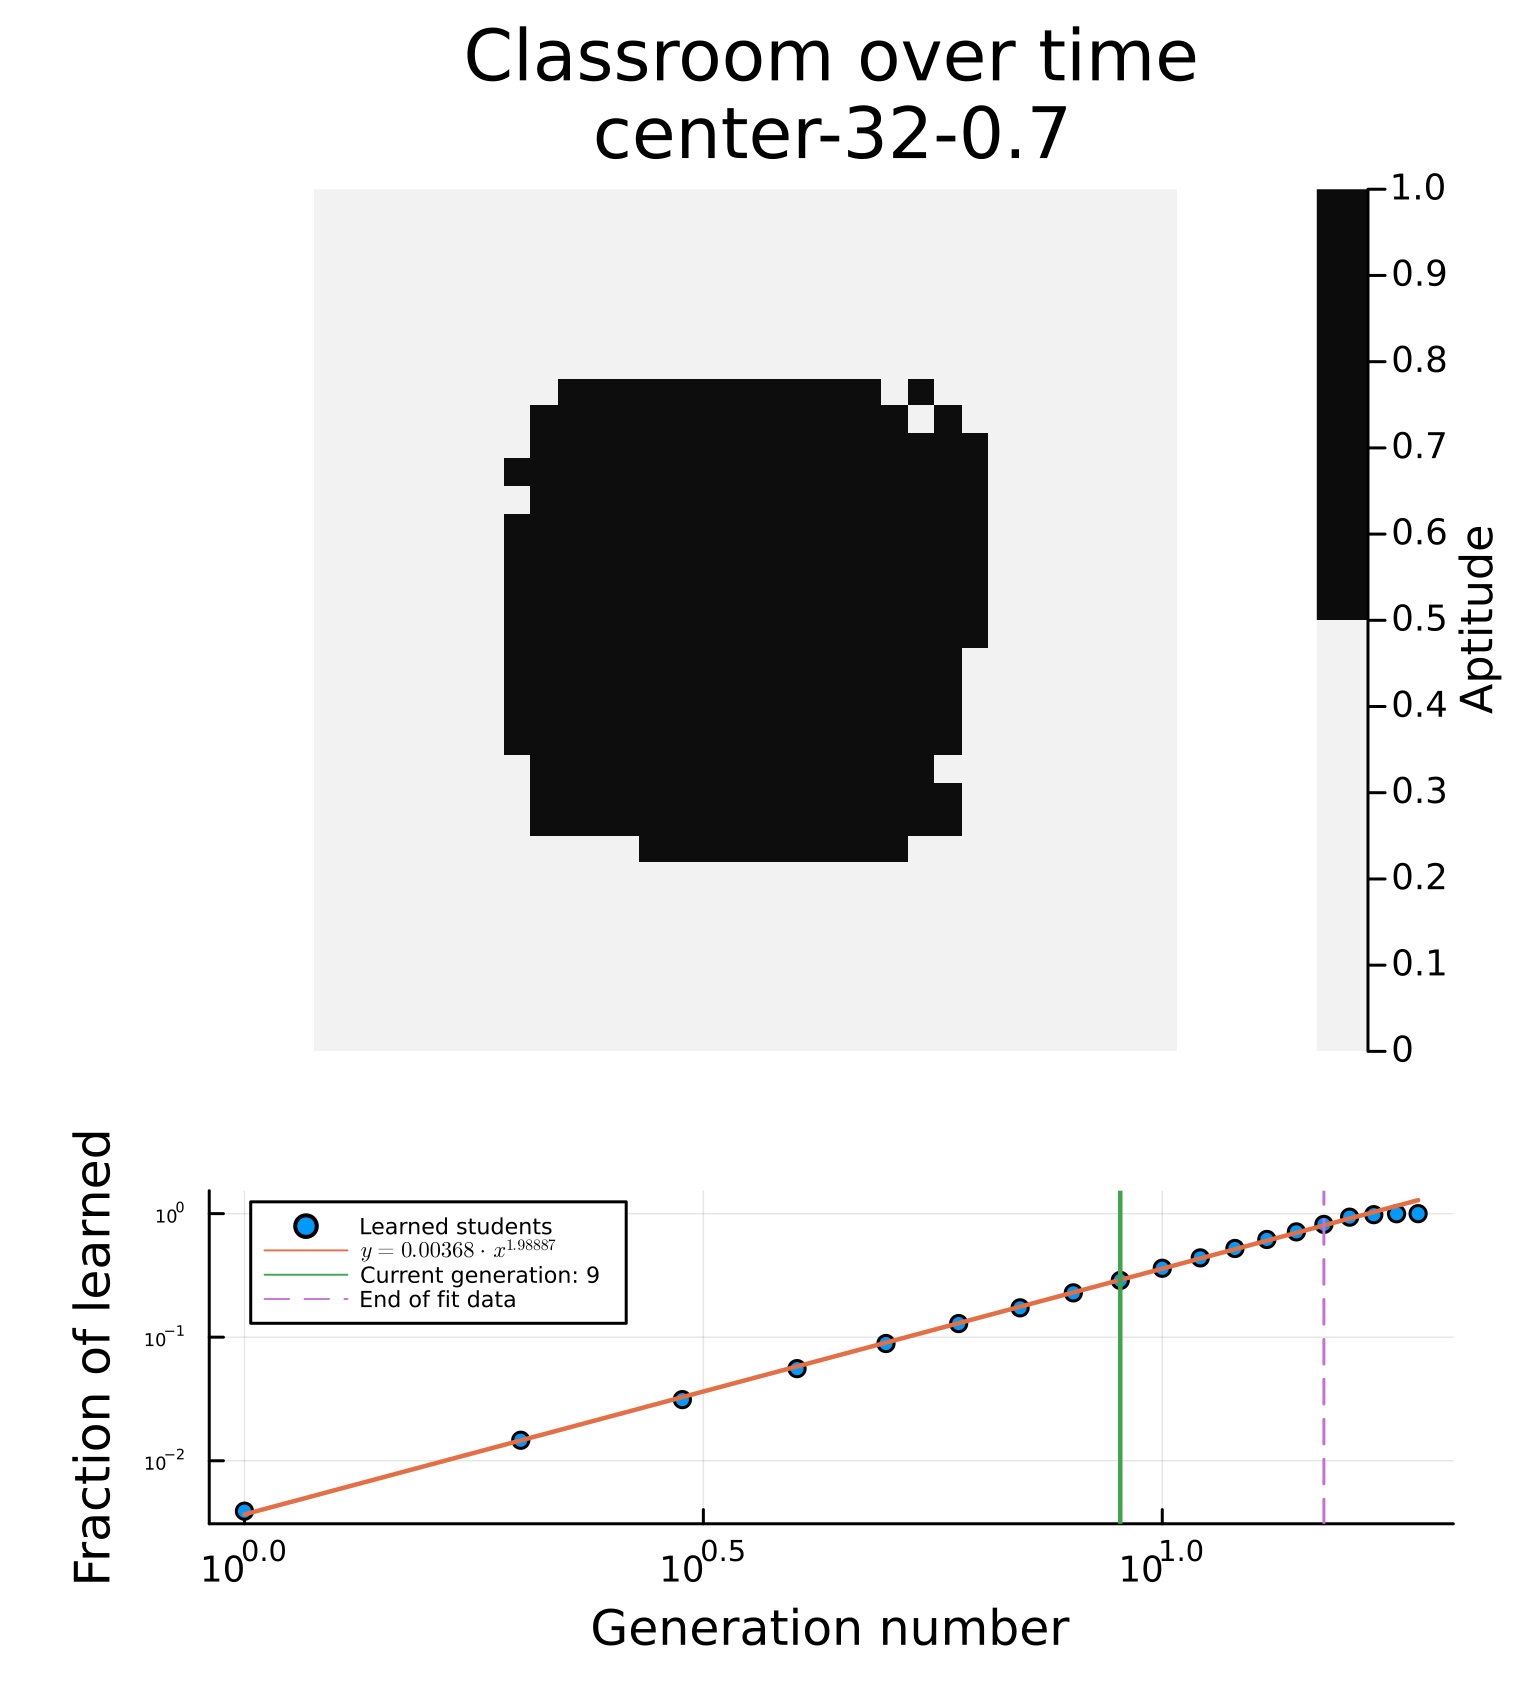 Classroom over time
center-32-0.7
1.0
0.9
0.8
0.7
0.6
0.5
0.4
0.3
0.2
0.1
0
Aptitude
Fraction of learned
10^0
10^−1
10^−2
Learned students
y = 0.00368 · x^1.98887
Current generation: 9
End of fit data
10^0.0
10^0.5
10^1.0
Generation number